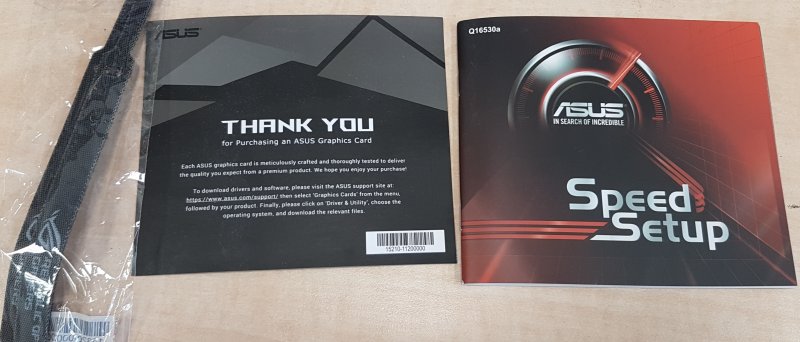 ASUS
THANK YOU
for Purchasing an ASUS Graphics Card
Each ASUS graphics card is meticulously crafted and thoroughly tested to deliver
the quality you expect from a premium product. We hope you enjoy your purchase!
To download drivers and software, please visit the ASUS support site at:
https://www.asus.com/support/ then select 'Graphics Cards' from the menu,
followed by your product. Finally, please click on 'Driver & Utility', choose the
operating system, and download the relevant files.
15210-11200000
Q16530a
ASUS
IN SEARCH OF INCREDIBLE
Speed
Setup